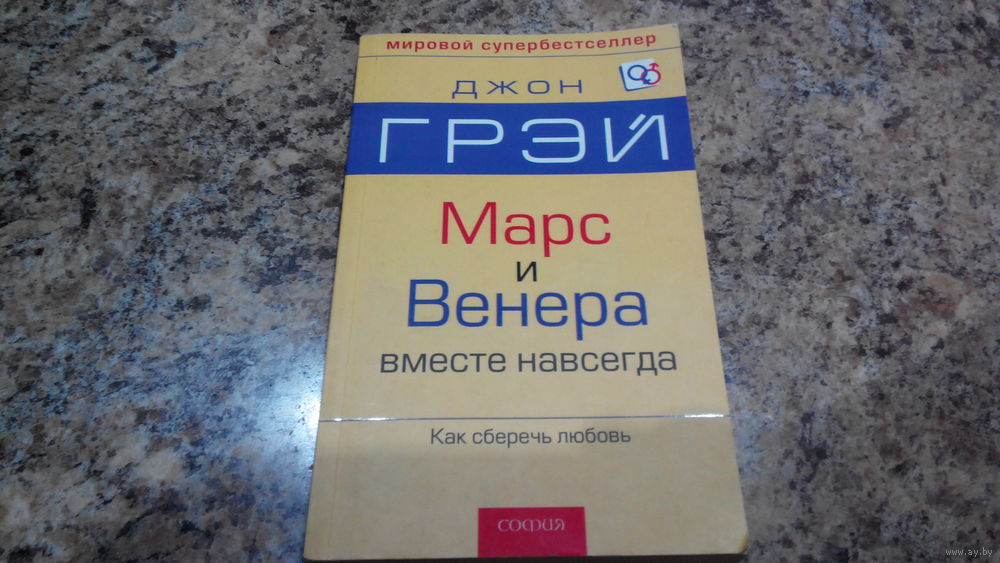 мировой супербестселлер
ДЖОН
ГРЭЙ
Марс
и
Венера
вместе навсегда
Как сберечь любовь
СОФИЯ
www.ay.by